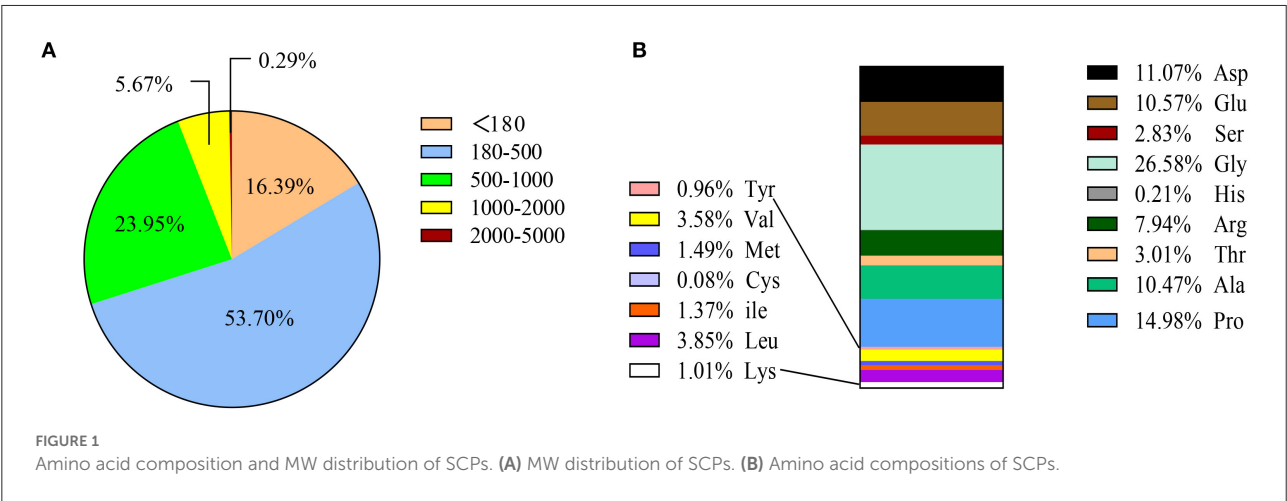 A
0.29%
5.67%
16.39%
23.95%
53.70%
<180
180-500
500-1000
1000-2000
2000-5000
B
0.96% Tyr
3.58% Val
1.49% Met
0.08% Cys
1.37% ile
3.85% Leu
1.01% Lys
11.07% Asp
10.57% Glu
2.83% Ser
26.58% Gly
0.21% His
7.94% Arg
3.01% Thr
10.47% Ala
14.98% Pro
FIGURE 1
Amino acid composition and MW distribution of SCPs. (A) MW distribution of SCPs. (B) Amino acid compositions of SCPs.